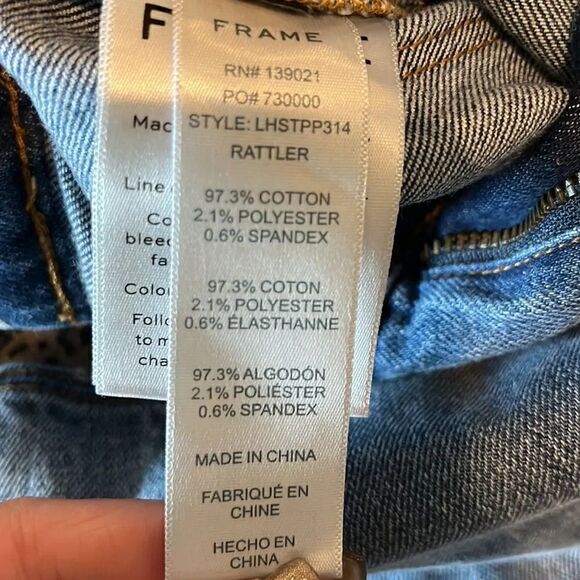 FRAME
RN# 139021
PO# 730000
STYLE: LHSTPP314
RATTLER
97.3% COTTON
2.1% POLYESTER
0.6% SPANDEX
97.3% COTON
2.1% POLYESTER
0.6% ÉLASTHANNE
97.3% ALGODÓN
2.1% POLIÉSTER
0.6% SPANDEX
MADE IN CHINA
FABRIQUÉ EN
CHINE
HECHO EN
CHINA
F
Line
to